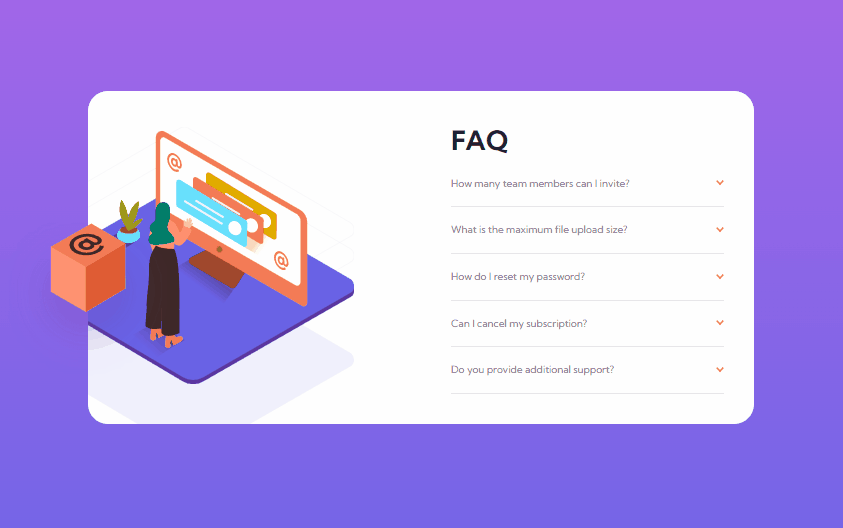 FAQ
How many team members can I invite?
What is the maximum file upload size?
How do I reset my password?
Can I cancel my subscription?
Do you provide additional support?
@
@
@